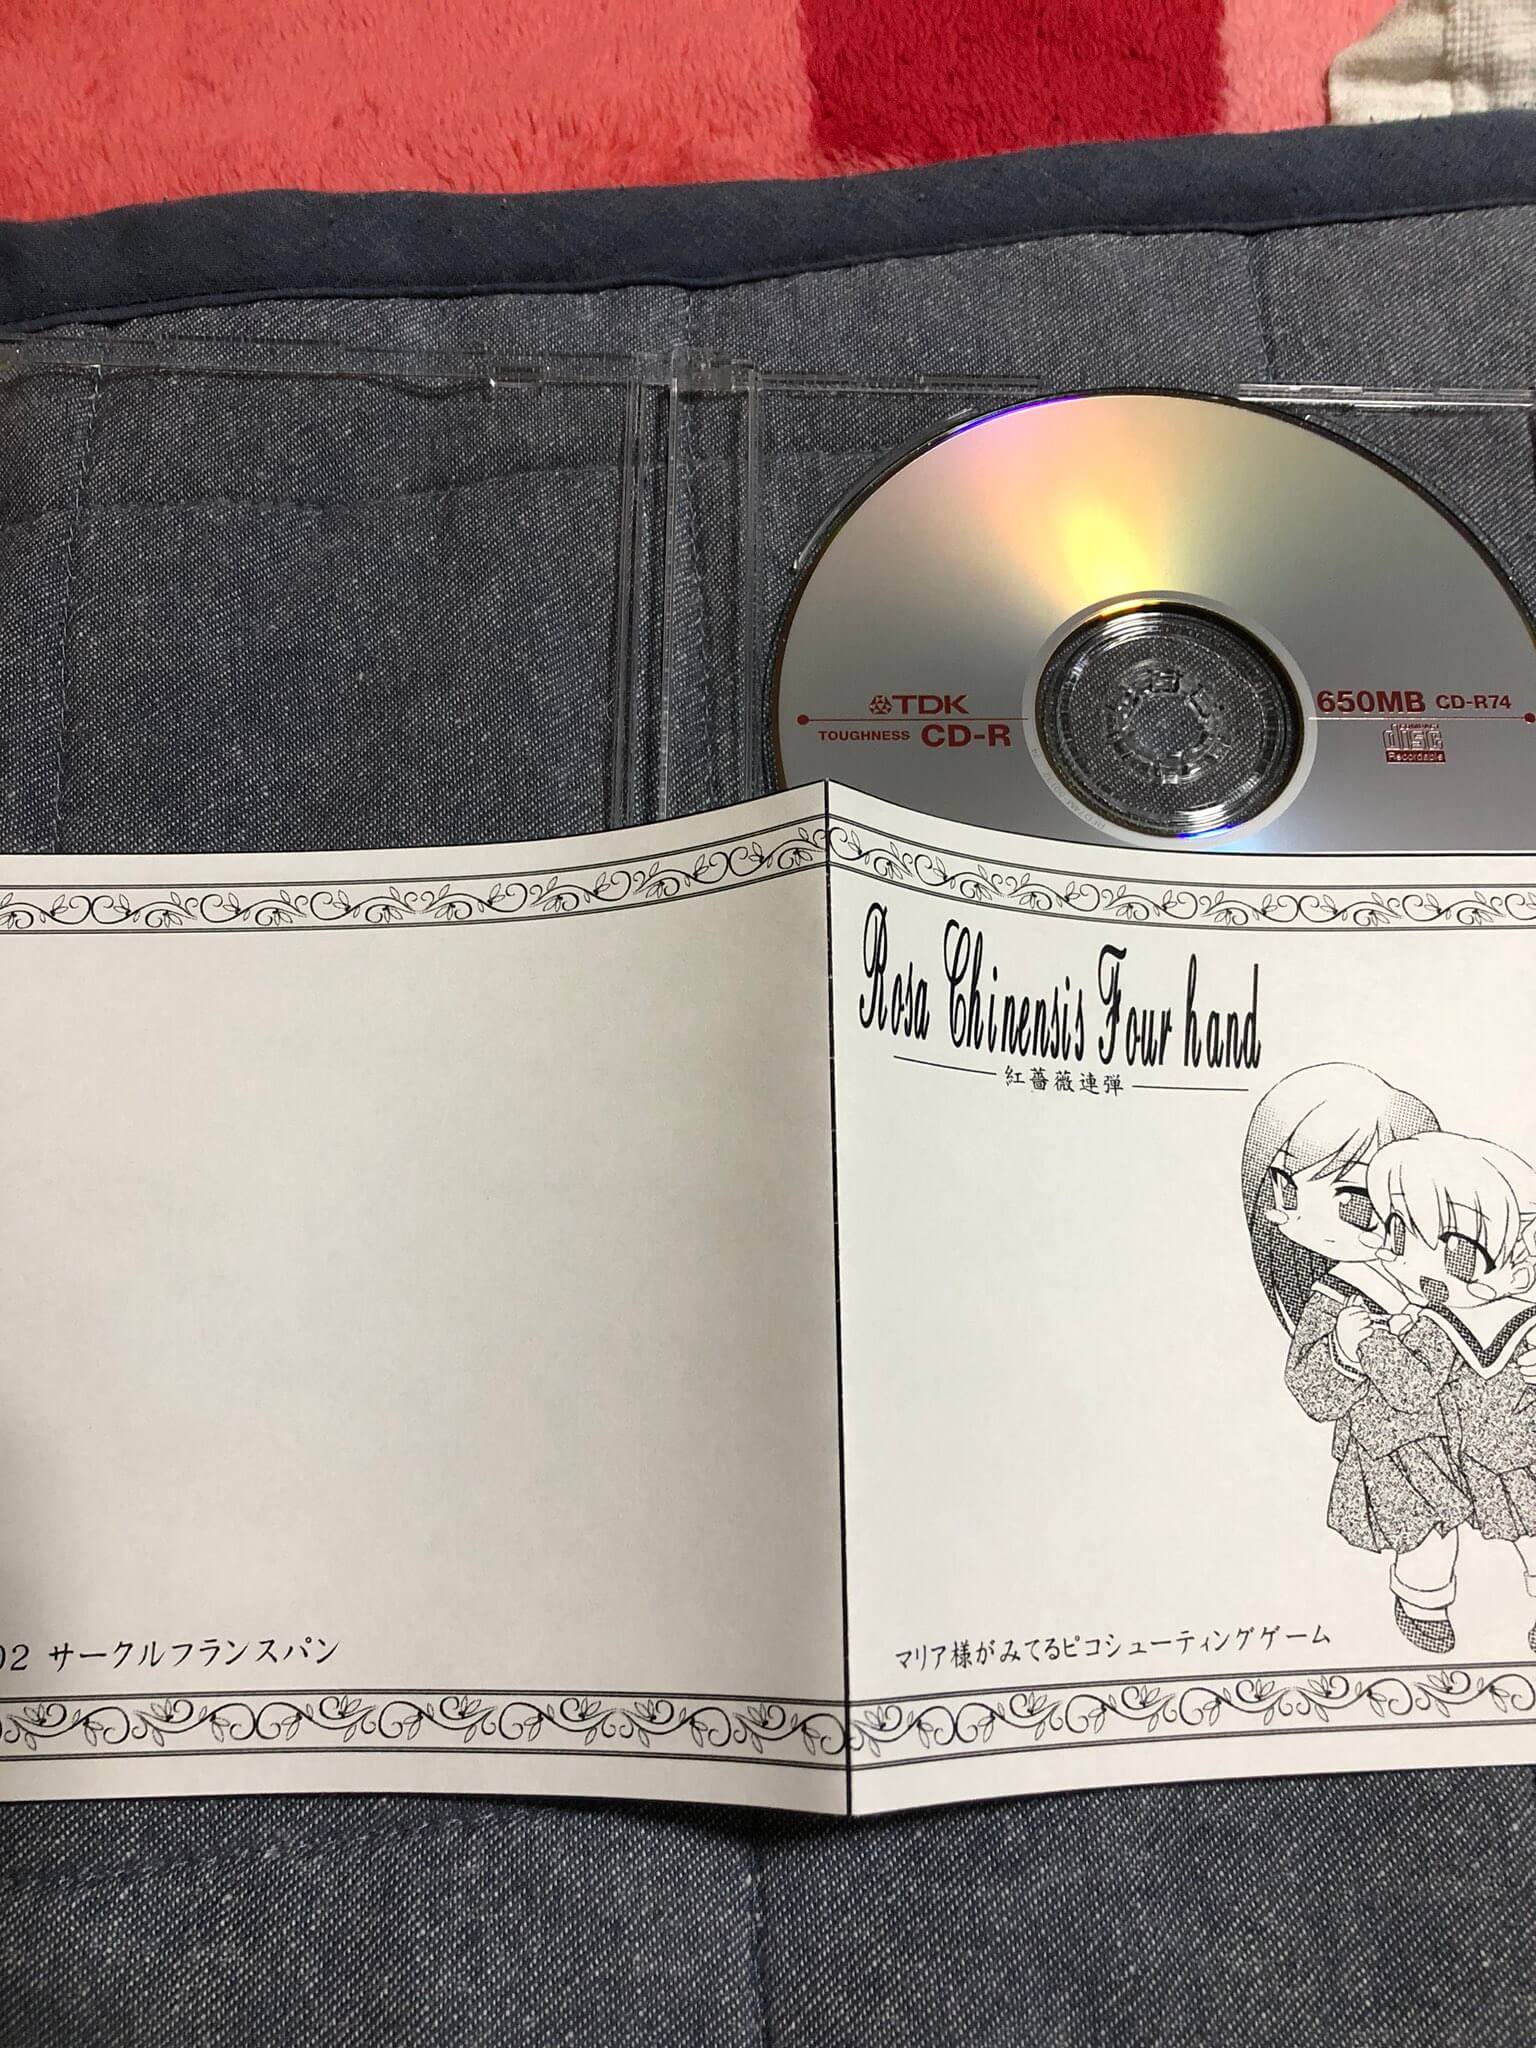 TDK
TOUGHNESS CD-R
650MB CD-R74
COMPACT
disc
Recordable
Rosa Chinensis Four hand
紅薔薇連弾
02 サークルフランスパン
マリア様がみてるピコシューティングゲーム